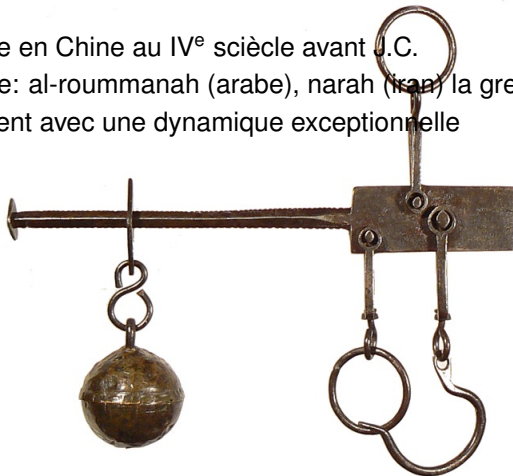 e en Chine au IVe sciècle avant J.C.
e: al-roummanah (arabe), narah (iran) la gre
ent avec une dynamique exceptionnelle